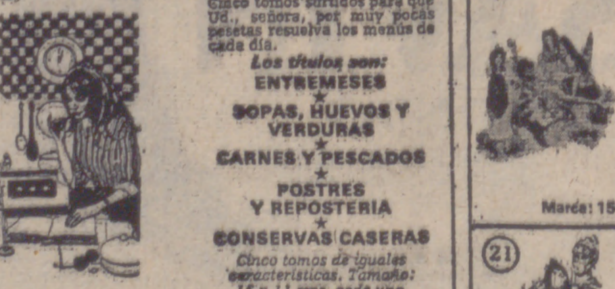 Cinco tomos surtidos para que
Ud., señora, por muy pocas
pesetas resuelva los menús de
cada día.
Los títulos son:
ENTREMESES
★
SOPAS, HUEVOS Y
VERDURAS
★
CARNES Y PESCADOS
★
POSTRES
Y REPOSTERIA
★
CONSERVAS CASERAS
Cinco tomos de iguales
características. Tamaño:
Marca: 15
21